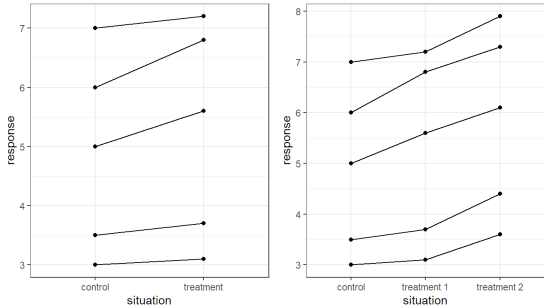 response
7
6
5
4
3
control treatment
situation
response
8
7
6
5
4
3
control treatment 1 treatment 2
situation